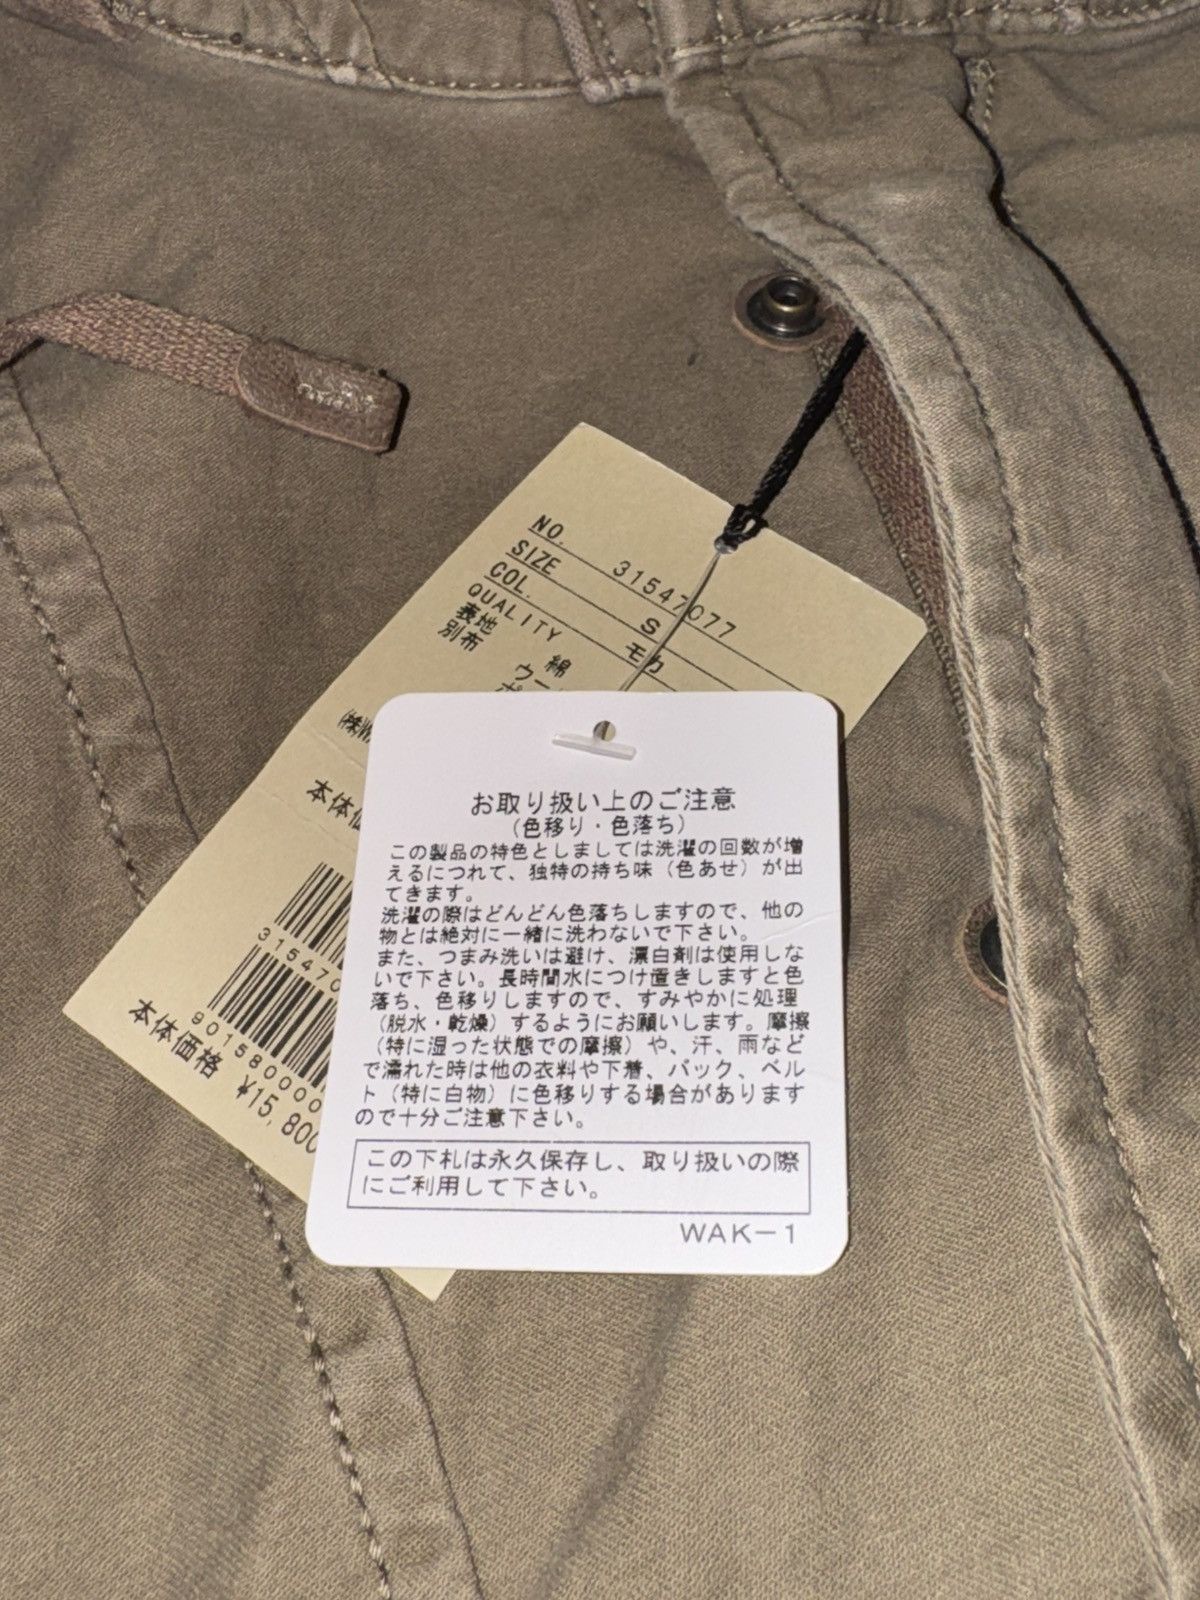 NO. 31547077
SIZE S
COL. モカ
QUALITY
表地 綿
別布 ウー
㈱W
本体価
315470
9015800000
本体価格 ¥15,800
お取り扱い上のご注意
（色移り・色落ち）
この製品の特色としましては洗濯の回数が増
えるにつれて、独特の持ち味（色あせ）が出
てきます。
洗濯の際はどんどん色落ちしますので、他の
物とは絶対に一緒に洗わないで下さい。
また、つまみ洗いは避け、漂白剤は使用しな
いで下さい。長時間水につけ置きしますと色
落ち、色移りしますので、すみやかに処理
（脱水・乾燥）するようにお願いします。摩擦
（特に湿った状態での摩擦）や、汗、雨などで
で濡れた時は他の衣料や下着、バック、ベル
ト（特に白物）に色移りする場合があります
ので十分ご注意下さい。
この下札は永久保存し、取り扱いの際
にご利用して下さい。
WAK－1